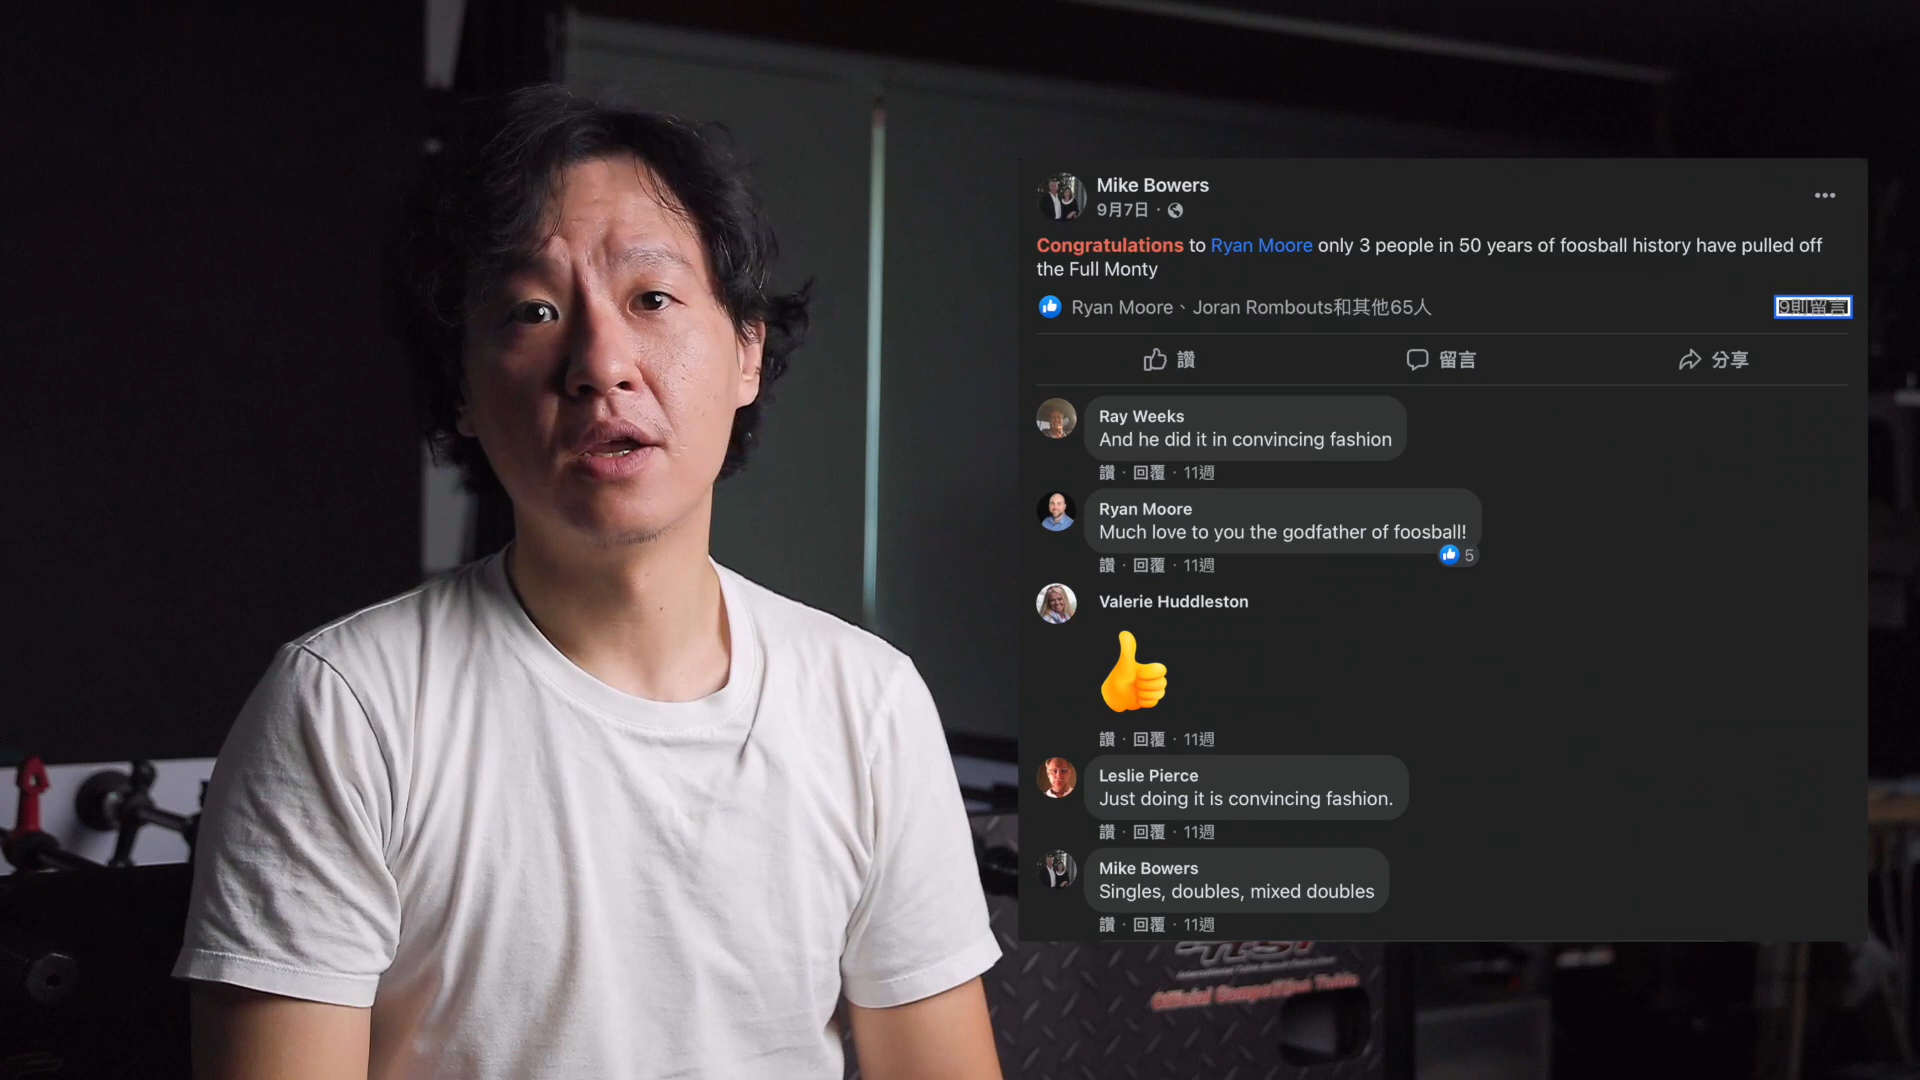 Mike Bowers
9月7日 ·
Congratulations to Ryan Moore only 3 people in 50 years of foosball history have pulled off
the Full Monty
Ryan Moore、Joran Rombouts和其他65人
9則留言
讚
留言
分享
Ray Weeks
And he did it in convincing fashion
讚 · 回覆 · 11週
Ryan Moore
Much love to you the godfather of foosball!
5
讚 · 回覆 · 11週
Valerie Huddleston
讚 · 回覆 · 11週
Leslie Pierce
Just doing it is convincing fashion.
讚 · 回覆 · 11週
Mike Bowers
Singles, doubles, mixed doubles
讚 · 回覆 · 11週
Official Competition Table